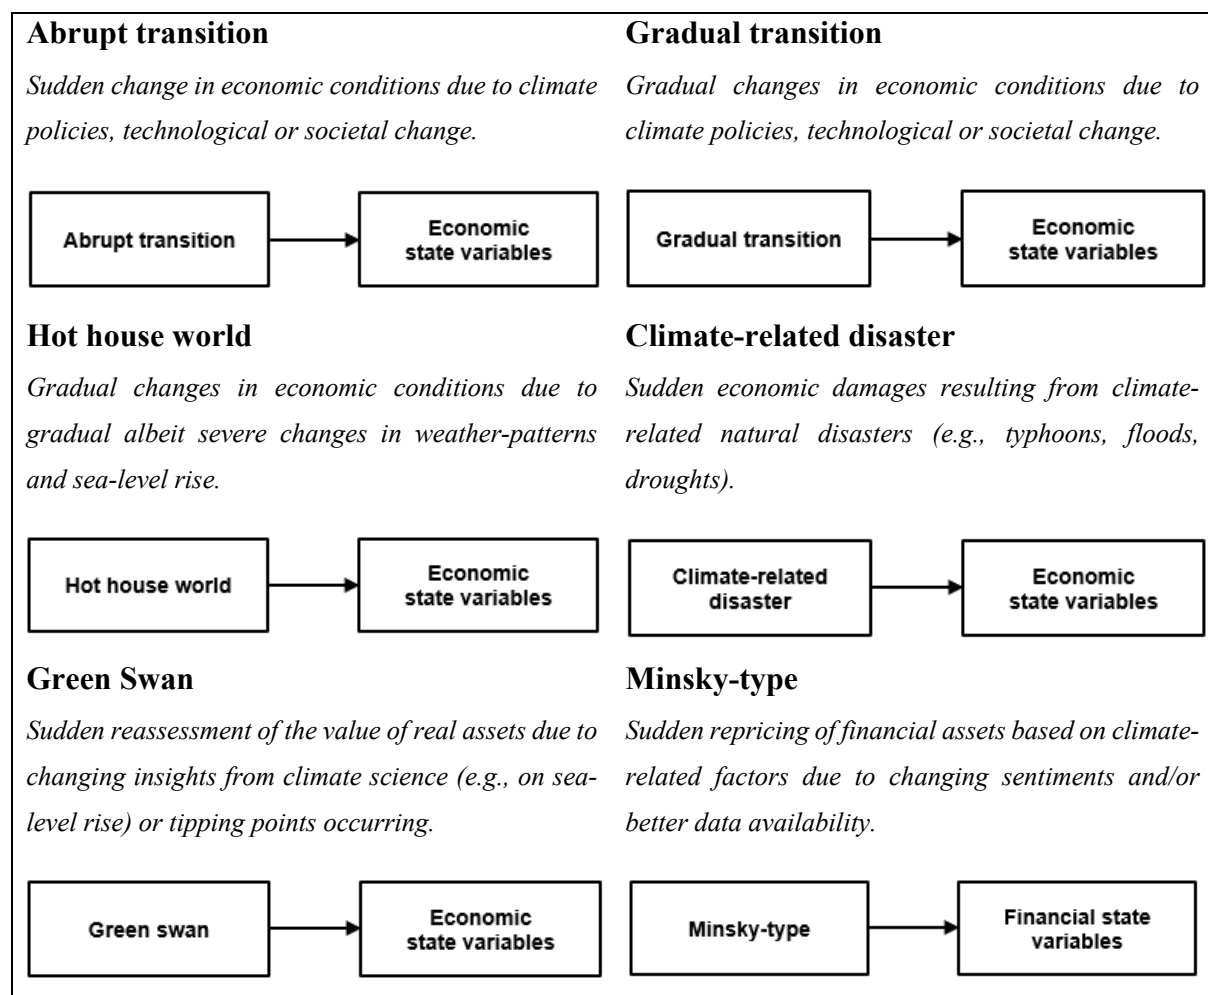 Abrupt transition
Sudden change in economic conditions due to climate
policies, technological or societal change.
Abrupt transition
Economic
state variables
Gradual transition
Gradual changes in economic conditions due to
climate policies, technological or societal change.
Gradual transition
Economic
state variables
Hot house world
Gradual changes in economic conditions due to
gradual albeit severe changes in weather-patterns
and sea-level rise.
Hot house world
Economic
state variables
Climate-related disaster
Sudden economic damages resulting from climate-
related natural disasters (e.g., typhoons, floods,
droughts).
Climate-related
disaster
Economic
state variables
Green Swan
Sudden reassessment of the value of real assets due to
changing insights from climate science (e.g., on sea-
level rise) or tipping points occurring.
Green swan
Economic
state variables
Minsky-type
Sudden repricing of financial assets based on climate-
related factors due to changing sentiments and/or
better data availability.
Minsky-type
Financial state
variables